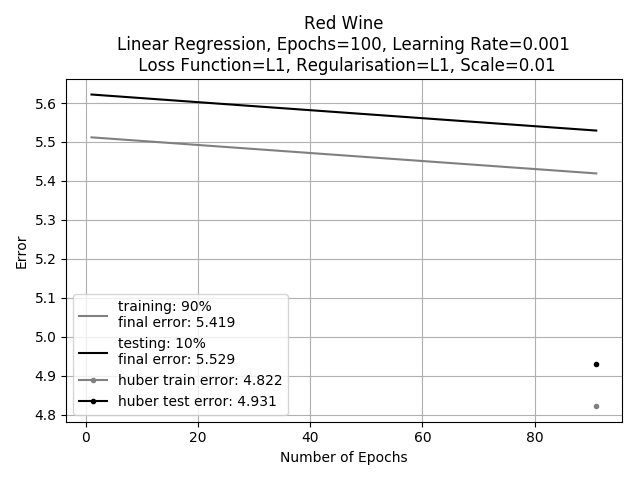 Red Wine
Linear Regression, Epochs=100, Learning Rate=0.001
Loss Function=L1, Regularisation=L1, Scale=0.01
Error
5.6
5.5
5.4
5.3
5.2
5.1
5.0
4.9
4.8
training: 90%
final error: 5.419
testing: 10%
final error: 5.529
huber train error: 4.822
huber test error: 4.931
0 20 40 60 80
Number of Epochs